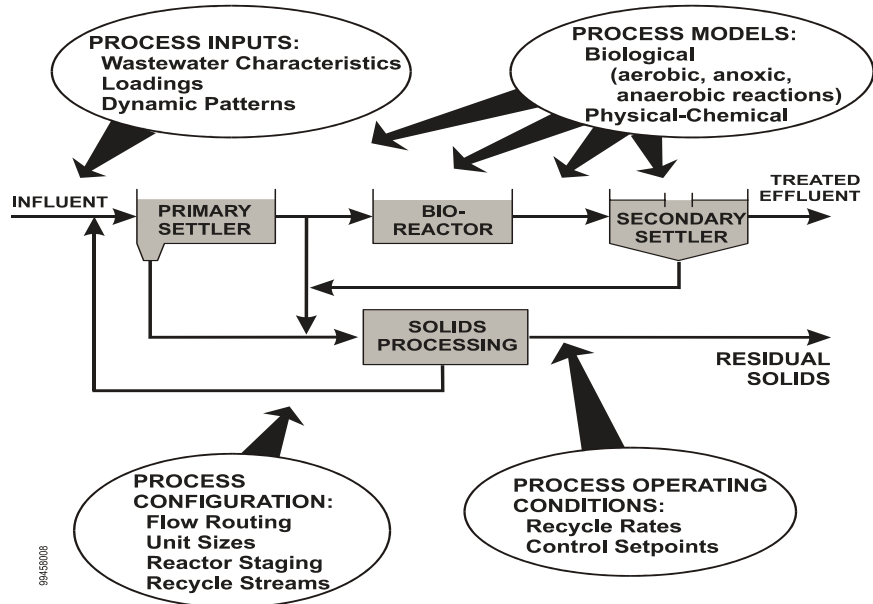 PROCESS INPUTS:
Wastewater Characteristics
Loadings
Dynamic Patterns
PROCESS MODELS:
Biological
(aerobic, anoxic,
anaerobic reactions)
Physical-Chemical
INFLUENT
PRIMARY
SETTLER
BIO-
REACTOR
SECONDARY
SETTLER
TREATED
EFFLUENT
SOLIDS
PROCESSING
RESIDUAL
SOLIDS
PROCESS
CONFIGURATION:
Flow Routing
Unit Sizes
Reactor Staging
Recycle Streams
PROCESS OPERATING
CONDITIONS:
Recycle Rates
Control Setpoints
99458008